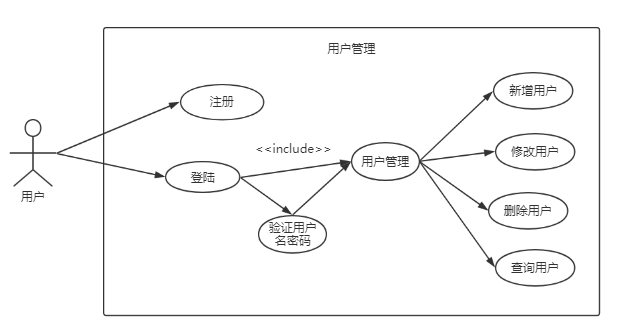 用户管理
注册
新增用户
<<include>>
用户管理
修改用户
登陆
用户
验证用户
名密码
删除用户
查询用户